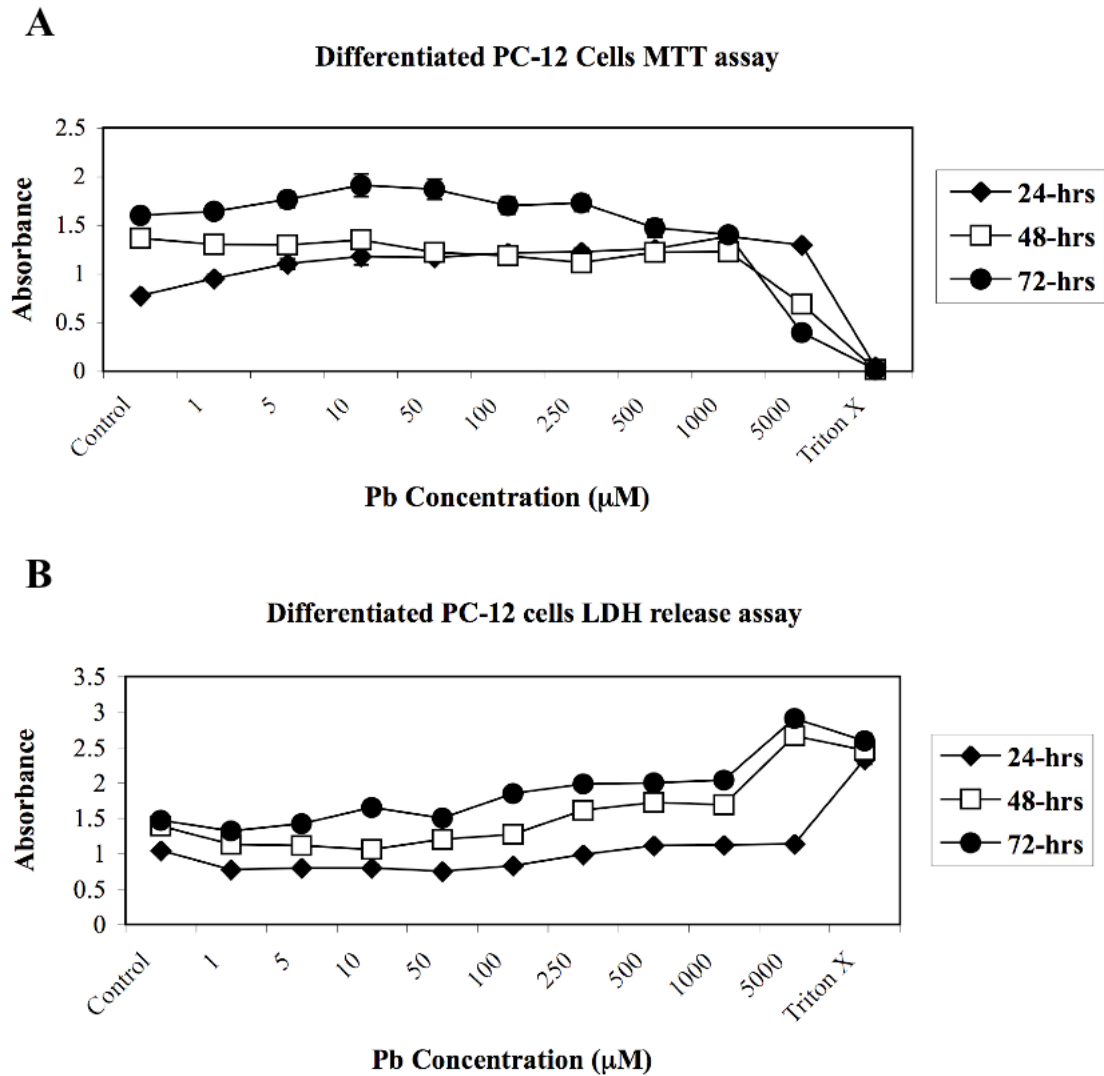 A
Differentiated PC-12 Cells MTT assay
2.5
2
1.5
1
0.5
0
Absorbance
Control
1
5
10
50
100
250
500
1000
5000
Triton X
Pb Concentration (μM)
24-hrs
48-hrs
72-hrs
B
Differentiated PC-12 cells LDH release assay
3.5
3
2.5
2
1.5
1
0.5
0
Absorbance
Control
1
5
10
50
100
250
500
1000
5000
Triton X
Pb Concentration (μM)
24-hrs
48-hrs
72-hrs